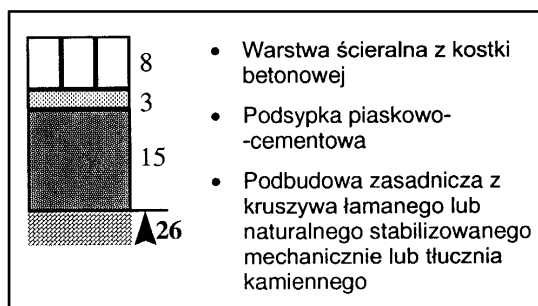 8
3
15
26
• Warstwa ścieralna z kostki
betonowej
• Podsypka piaskowo-
-cementowa
• Podbudowa zasadnicza z
kruszywa łamanego lub
naturalnego stabilizowanego
mechanicznie lub tłucznia
kamiennego